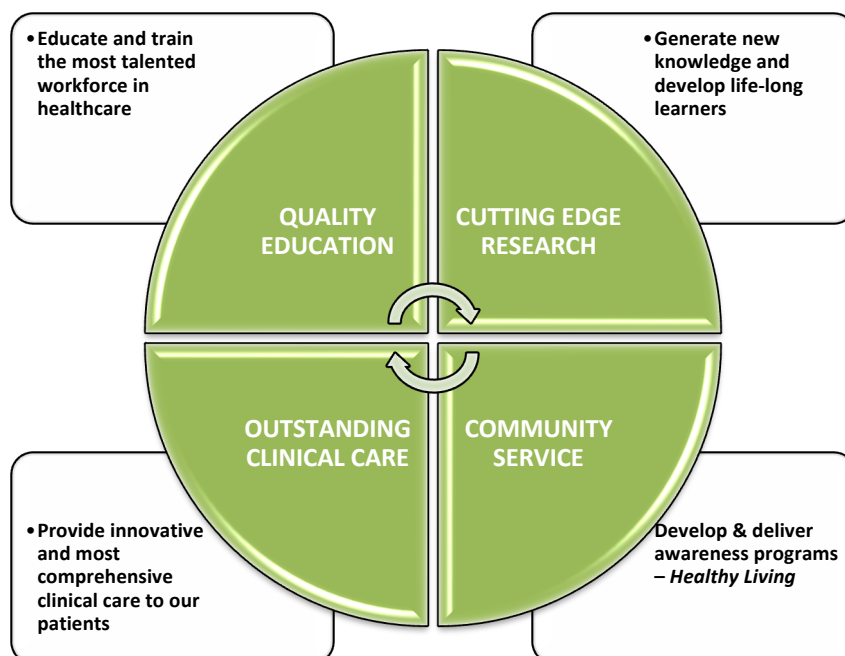 •Educate and train
the most talented
workforce in
healthcare
•Generate new
knowledge and
develop life-long
learners
QUALITY
EDUCATION
CUTTING EDGE
RESEARCH
OUTSTANDING
CLINICAL CARE
COMMUNITY
SERVICE
•Provide innovative
and most
comprehensive
clinical care to our
patients
Develop & deliver
awareness programs
– Healthy Living